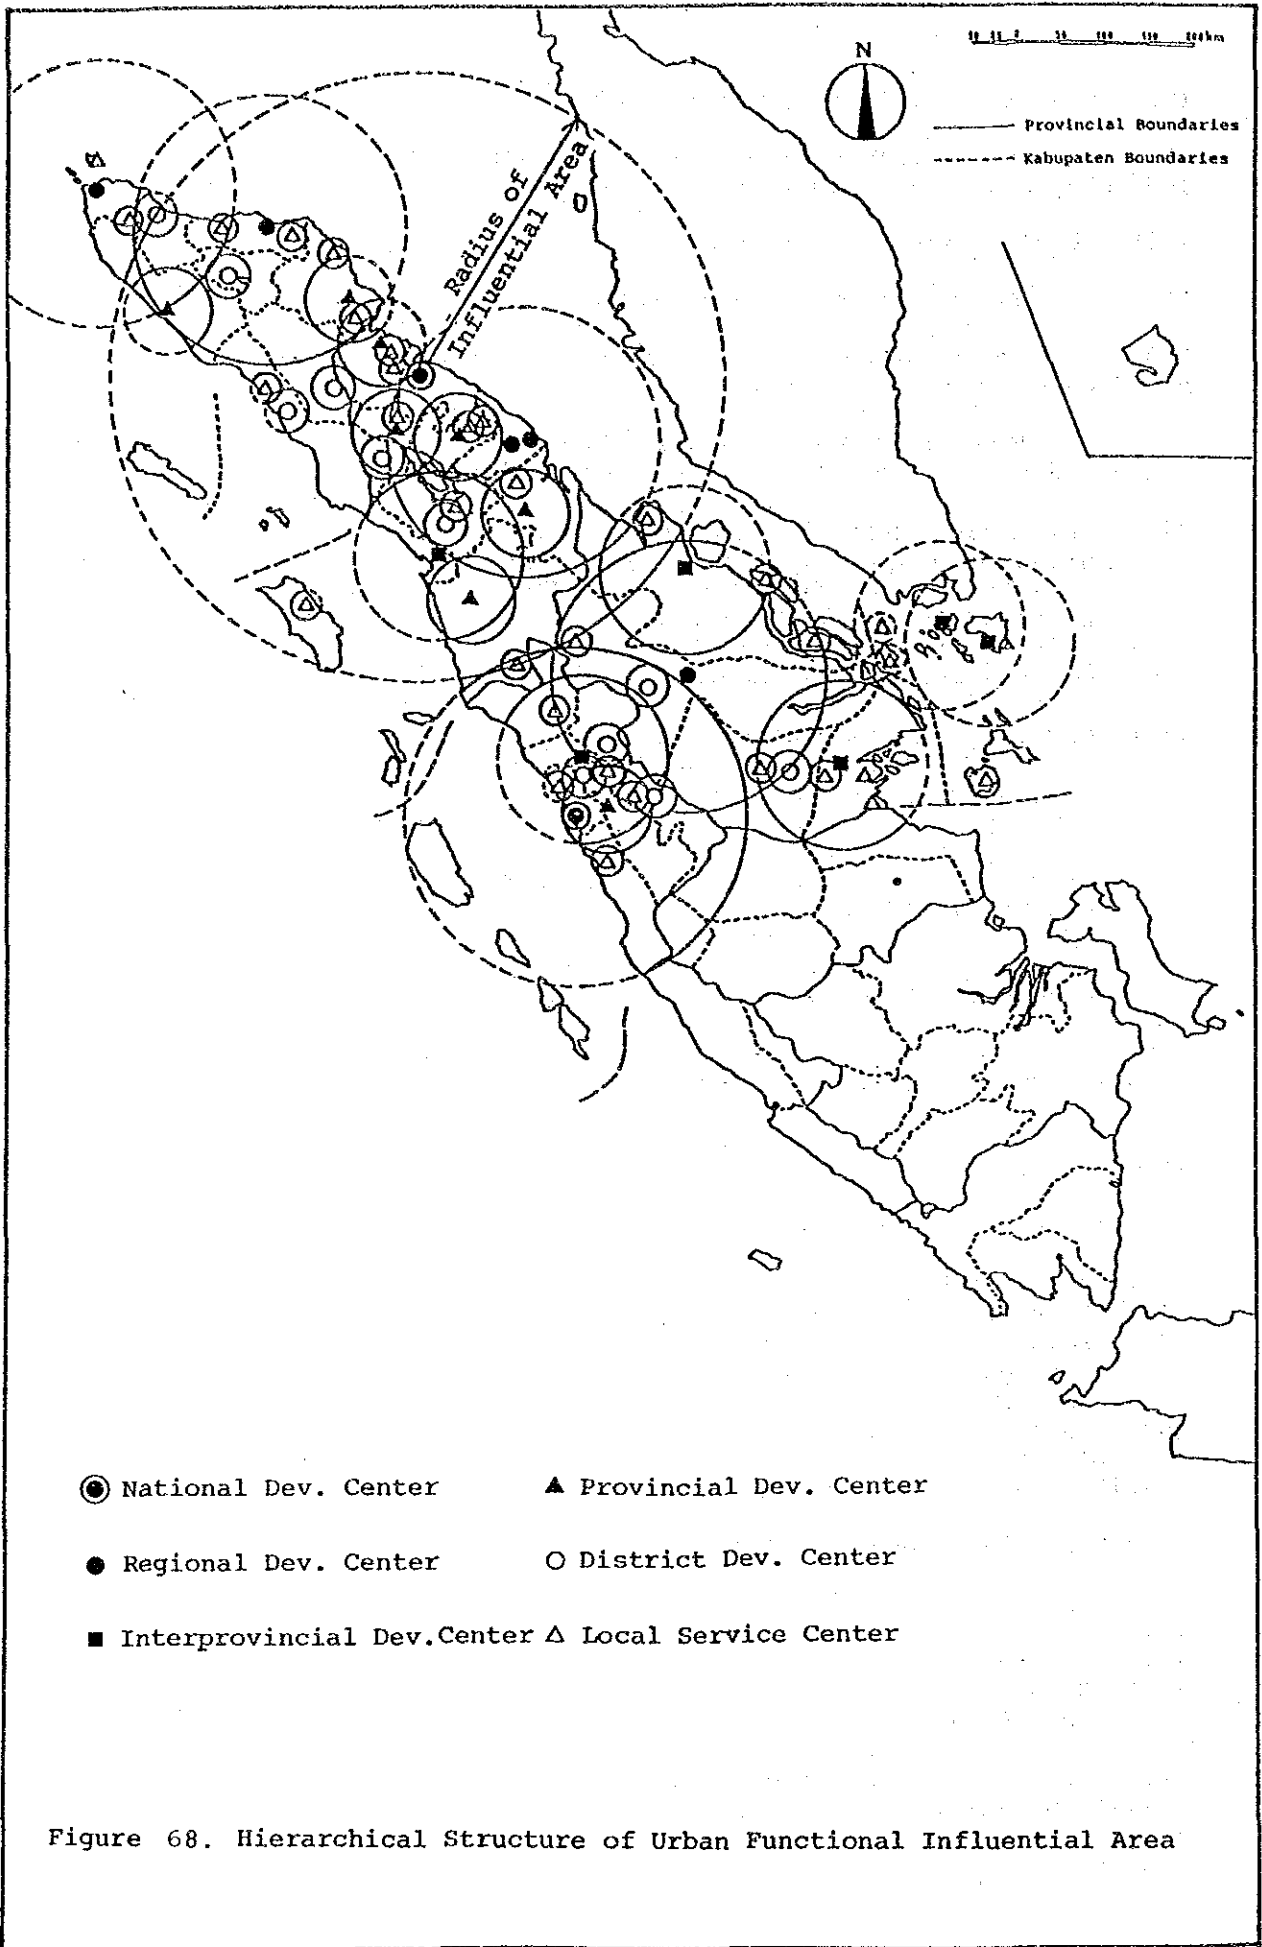 N
Provincial Boundaries
Kabupaten Boundaries
Radius of
Influential Area
National Dev. Center
Provincial Dev. Center
Regional Dev. Center
District Dev. Center
Interprovincial Dev.Center
Local Service Center
Figure 68. Hierarchical Structure of Urban Functional Influential Area